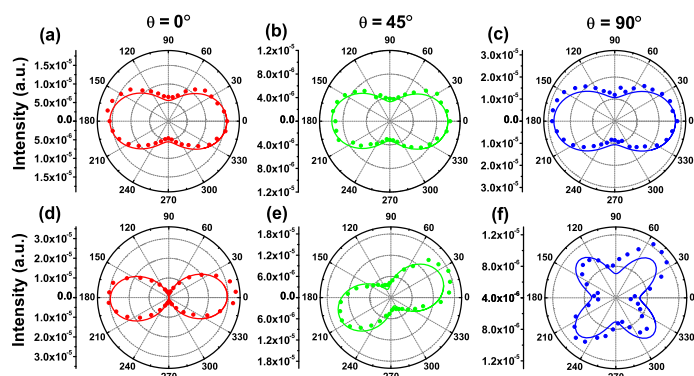 θ = 0° θ = 45° θ = 90°
(a) (b) (c)
90 90 90
120 60 120 60 120 60
150 30 150 30 150 30
180 0 180 0 180 0
210 330 210 330 210 330
240 300 240 300 240 300
270 270 270
Intensity (a.u.)
1.5x10⁻⁵
1.0x10⁻⁵
5.0x10⁻⁶
0.0
5.0x10⁻⁶
1.0x10⁻⁵
1.5x10⁻⁵
1.2x10⁻⁵
8.0x10⁻⁶
4.0x10⁻⁶
0.0
4.0x10⁻⁶
8.0x10⁻⁶
1.2x10⁻⁵
3.0x10⁻⁵
2.0x10⁻⁵
1.0x10⁻⁵
0.0
1.0x10⁻⁵
2.0x10⁻⁵
3.0x10⁻⁵
(d) (e) (f)
90 90 90
120 60 120 60 120 60
150 30 150 30 150 30
180 0 180 0 180 0
210 330 210 330 210 330
240 300 240 300 240 300
270 270 270
Intensity (a.u.)
3.0x10⁻⁵
2.0x10⁻⁵
1.0x10⁻⁵
0.0
1.0x10⁻⁵
2.0x10⁻⁵
3.0x10⁻⁵
1.8x10⁻⁵
1.2x10⁻⁵
6.0x10⁻⁶
0.0
6.0x10⁻⁶
1.2x10⁻⁵
1.8x10⁻⁵
1.2x10⁻⁵
8.0x10⁻⁶
4.0x10⁻⁶
8.0x10⁻⁶
1.2x10⁻⁵